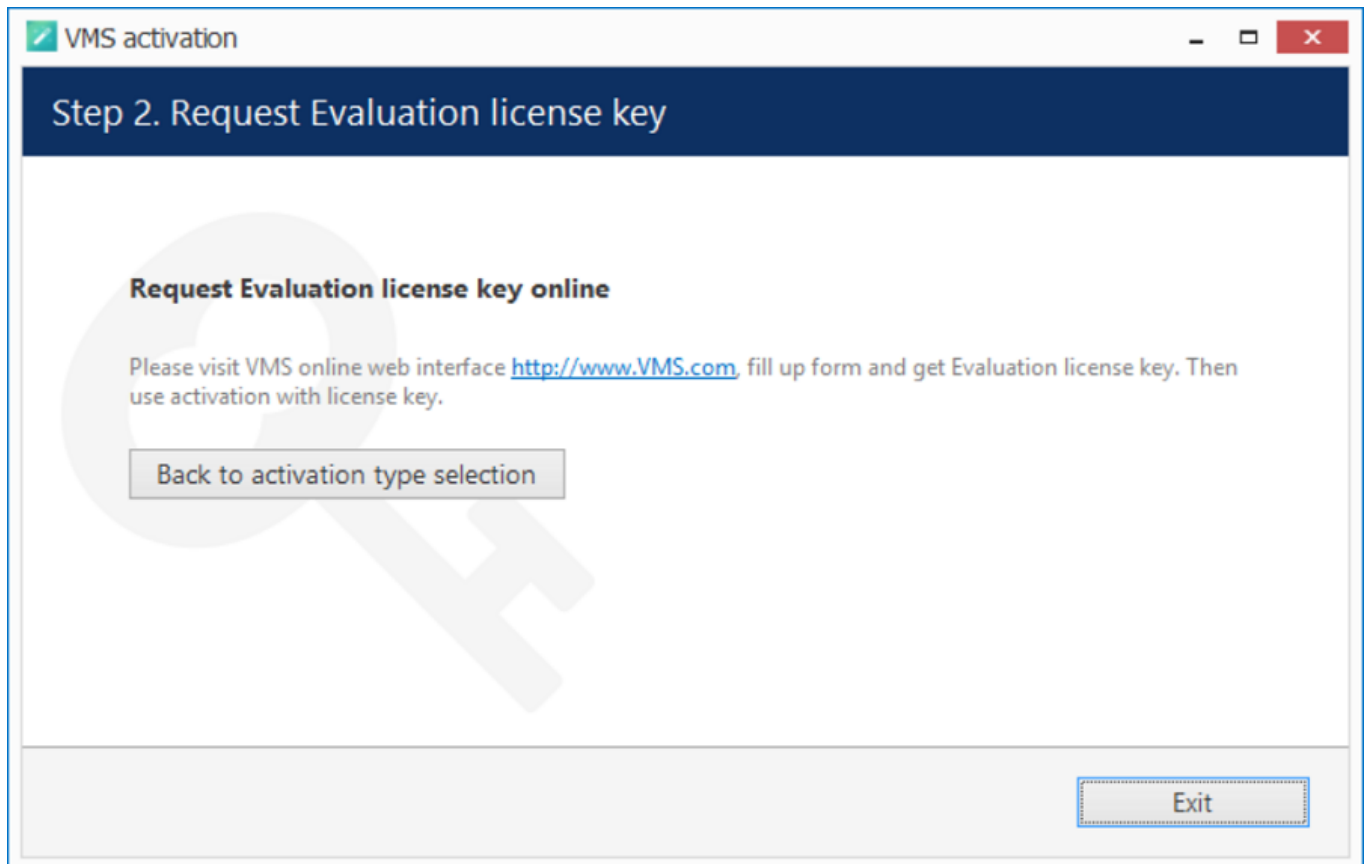 VMS activation
Step 2. Request Evaluation license key
Request Evaluation license key online
Please visit VMS online web interface http://www.VMS.com, fill up form and get Evaluation license key. Then
use activation with license key.
Back to activation type selection
Exit